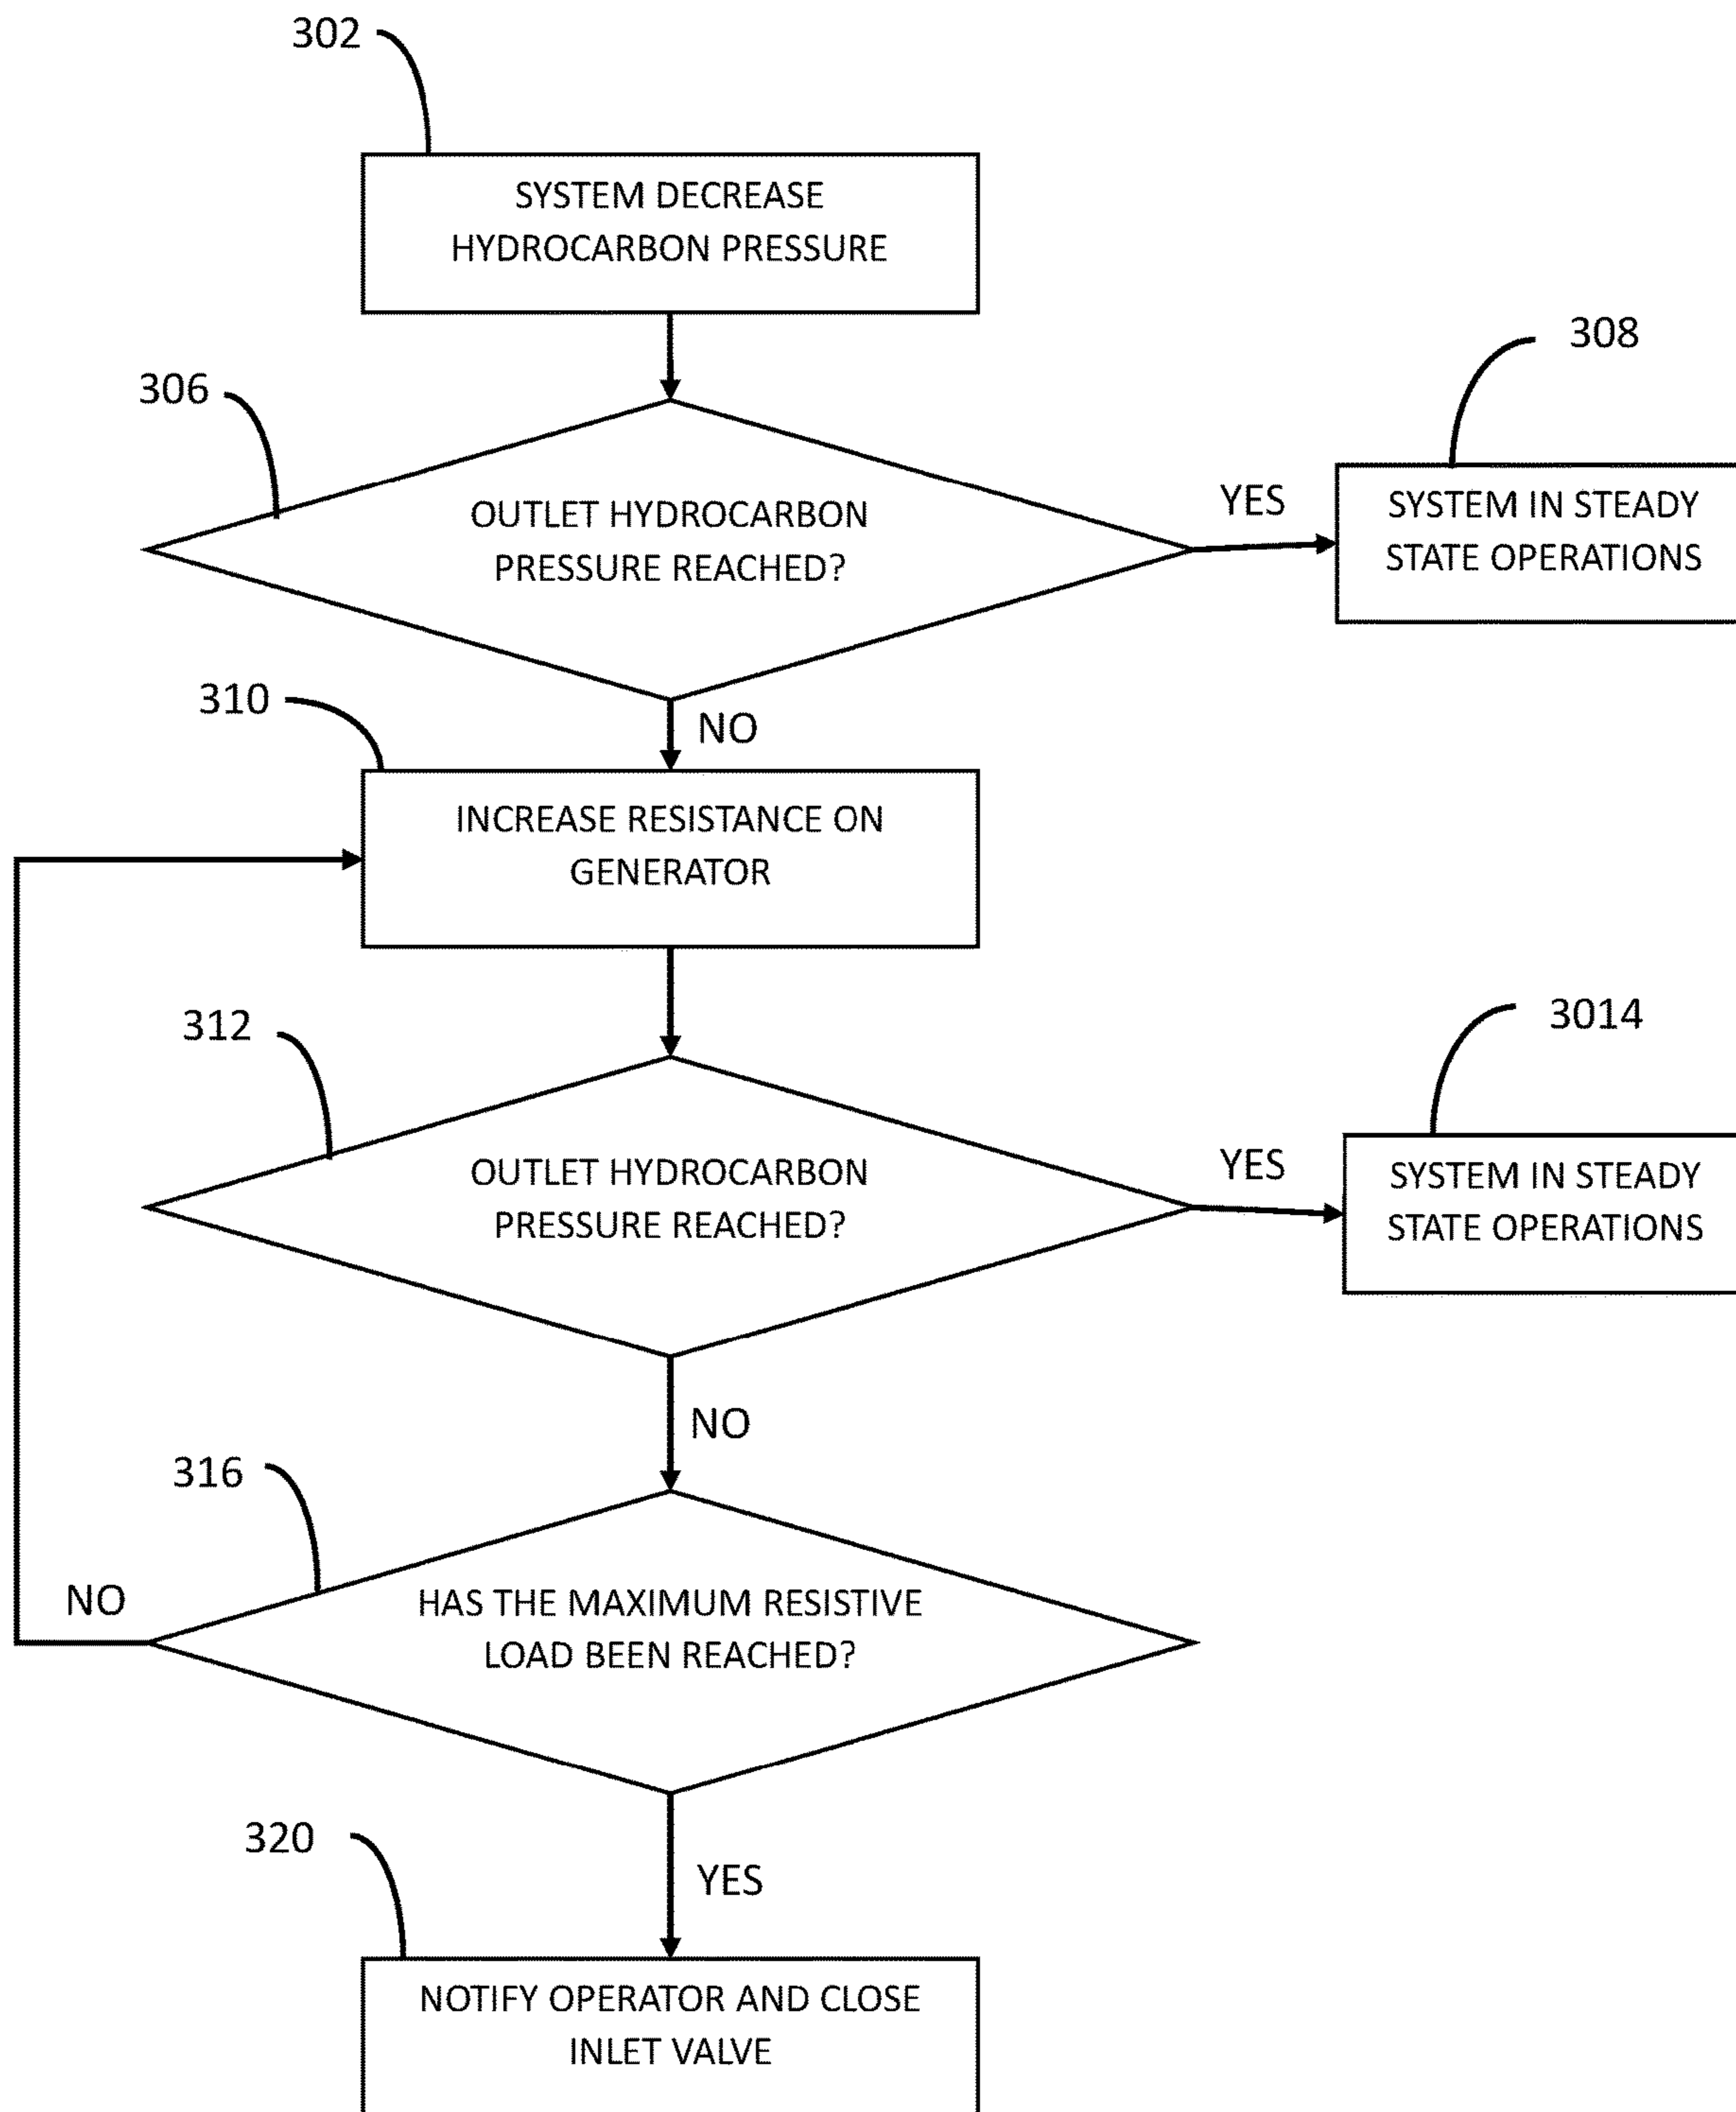 302
SYSTEM DECREASE
HYDROCARBON PRESSURE
308
306
OUTLET HYDROCARBON
PRESSURE REACHED?
YES
SYSTEM IN STEADY
STATE OPERATIONS
310
NO
INCREASE RESISTANCE ON
GENERATOR
312
3014
OUTLET HYDROCARBON
PRESSURE REACHED?
YES
SYSTEM IN STEADY
STATE OPERATIONS
NO
316
NO
HAS THE MAXIMUM RESISTIVE
LOAD BEEN REACHED?
320
YES
NOTIFY OPERATOR AND CLOSE
INLET VALVE